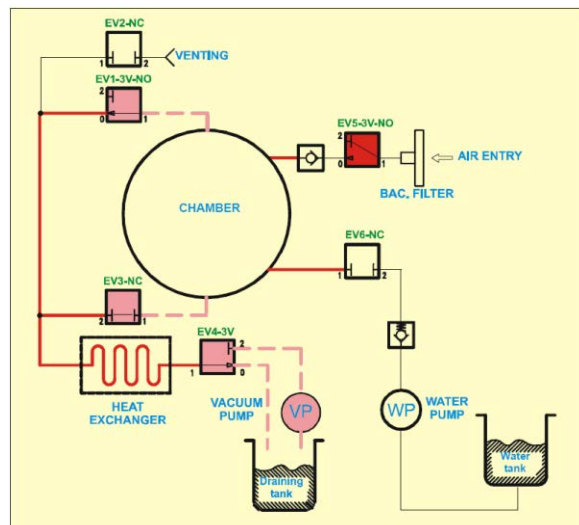 EV2-NC
1 2
VENTING
EV1-3V-NO
2
0 1
EV5-3V-NO
2
0 1
AIR ENTRY
BAC. FILTER
CHAMBER
EV6-NC
1 2
EV3-NC
2 1
EV4-3V
2
1 0
HEAT
EXCHANGER
VACUUM
PUMP
VP
WP
WATER
PUMP
Draining
tank
Water
tank